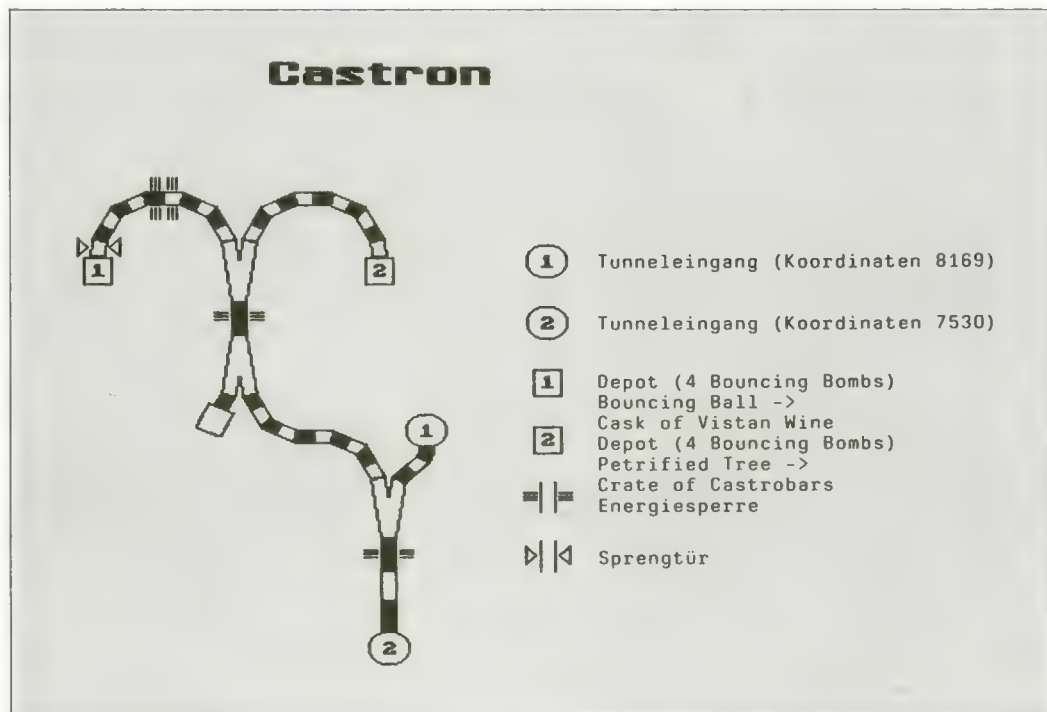 Castron
1
2
1
2
1 Tunneleingang (Koordinaten 8169)
2 Tunneleingang (Koordinaten 7530)
1 Depot (4 Bouncing Bombs)
Bouncing Ball ->
Cask of Vistan Wine
2 Depot (4 Bouncing Bombs)
Petrified Tree ->
Crate of Castrobars
Energiesperre
Sprengtür